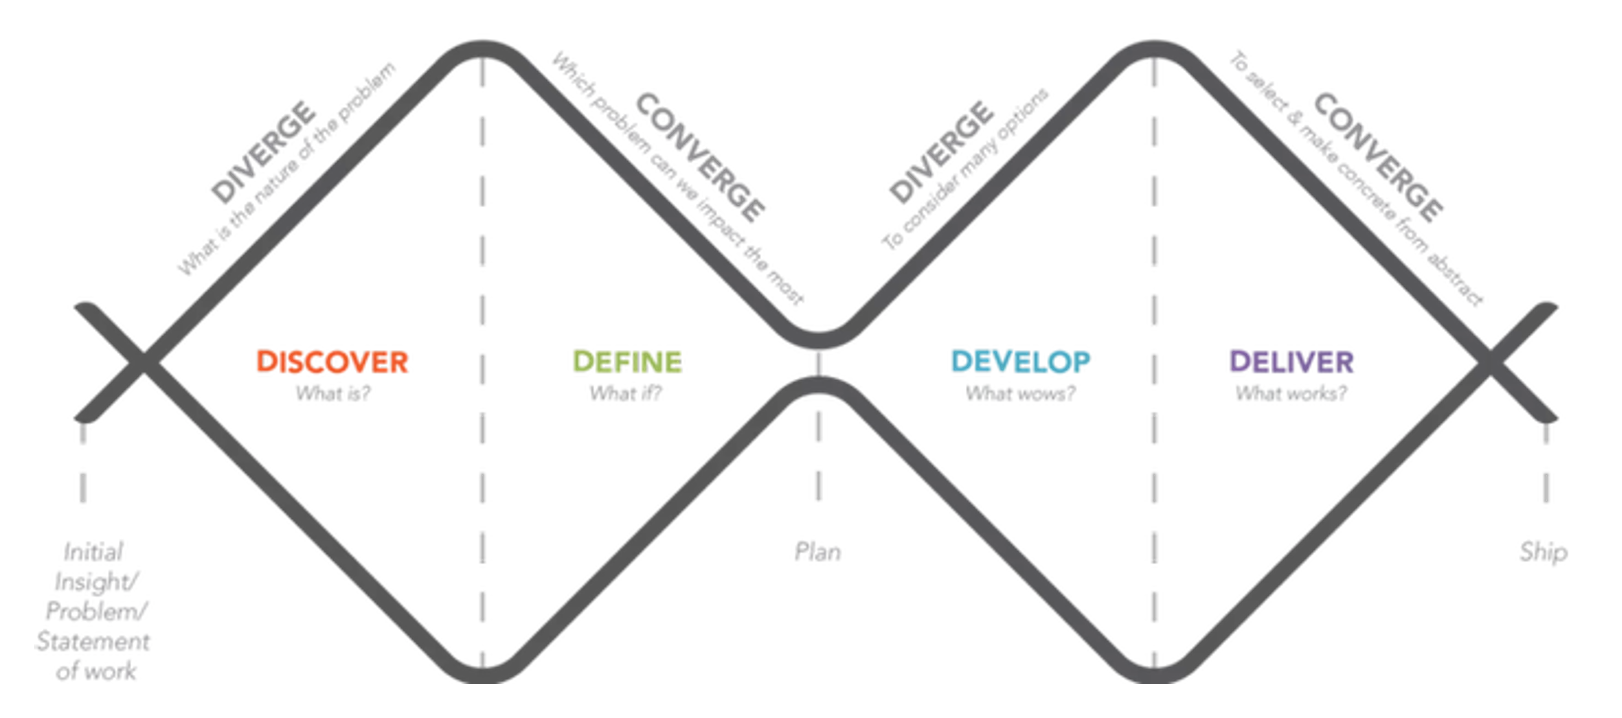 DIVERGE
What is the nature of the problem
CONVERGE
Which problem can we impact the most
DIVERGE
To consider many options
CONVERGE
To select & make concrete from abstract
DISCOVER
What is?
DEFINE
What if?
DEVELOP
What wows?
DELIVER
What works?
Initial
Insight/
Problem/
Statement
of work
Plan
Ship